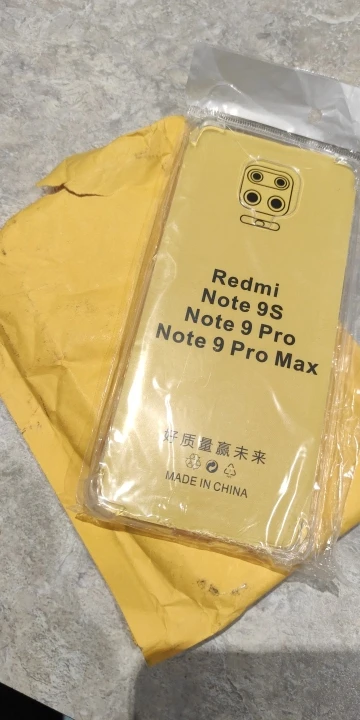 Redmi
Note 9S
Note 9 Pro
Note 9 Pro Max
好质量赢未来
MADE IN CHINA